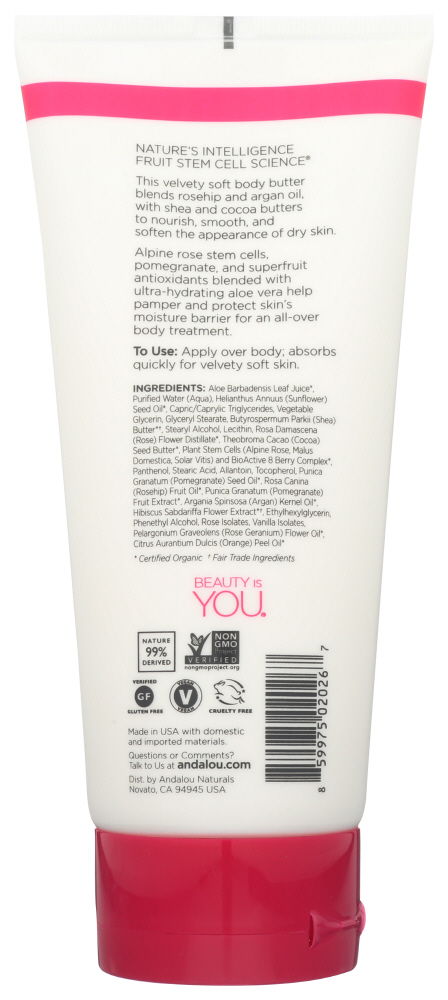 NATURE'S INTELLIGENCE
FRUIT STEM CELL SCIENCE®
This velvety soft body butter
blends rosehip and argan oil,
with shea and cocoa butters
to nourish, smooth, and
soften the appearance of dry skin.
Alpine rose stem cells,
pomegranate, and superfruit
antioxidants blended with
ultra-hydrating aloe vera help
pamper and protect skin's
moisture barrier for an all-over
body treatment.
To Use: Apply over body; absorbs
quickly for velvety soft skin.
INGREDIENTS: Aloe Barbadensis Leaf Juice*,
Purified Water (Aqua), Helianthus Annuus (Sunflower)
Seed Oil*, Capric/Caprylic Triglycerides, Vegetable
Glycerin, Glyceryl Stearate, Butyrospermum Parkii (Shea)
Butter*†, Stearyl Alcohol, Lecithin, Rosa Damascena
(Rose) Flower Distillate*, Theobroma Cacao (Cocoa)
Seed Butter*, Plant Stem Cells (Alpine Rose, Malus
Domestica, Solar Vitis) and BioActive 8 Berry Complex*,
Panthenol, Stearic Acid, Allantoin, Tocopherol, Punica
Granatum (Pomegranate) Seed Oil*, Rosa Canina
(Rosehip) Fruit Oil*, Punica Granatum (Pomegranate)
Fruit Extract*, Argania Spinsosa (Argan) Kernel Oil*,
Hibiscus Sabdariffa Flower Extract*†, Ethylhexylglycerin,
Phenethyl Alcohol, Rose Isolates, Vanilla Isolates,
Pelargonium Graveolens (Rose Geranium) Flower Oil*,
Citrus Aurantium Dulcis (Orange) Peel Oil*
* Certified Organic † Fair Trade Ingredients
BEAUTY IS
YOU®
NATURE
99%
DERIVED
NON
GMO
Project
VERIFIED
nongmoproject.org
VERIFIED
GF
GLUTEN FREE
VEGAN
V
VEGAN
CRUELTY FREE
Made in USA with domestic
and imported materials.
Questions or Comments?
Talk to Us at andalou.com
Dist. by Andalou Naturals
Novato, CA 94945 USA
8 59975 02026 7